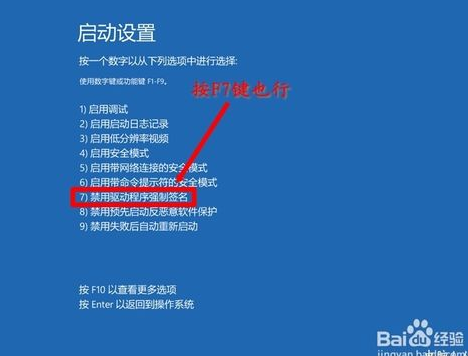 启动设置
按一个数字以从下列选项中进行选择:
使用数字键或功能键 F1-F9。
按F7键也行
1) 启用调试
2) 启用启动日志记录
3) 启用低分辨率视频
4) 启用安全模式
5) 启用带网络连接的安全模式
6) 启用带命令提示符的安全模式
7) 禁用驱动程序强制签名
8) 禁用预先启动反恶意软件保护
9) 禁用失败后自动重新启动
按 F10 以查看更多选项
按 Enter 以返回到操作系统
Bai 经验
jingyan.baidu.com